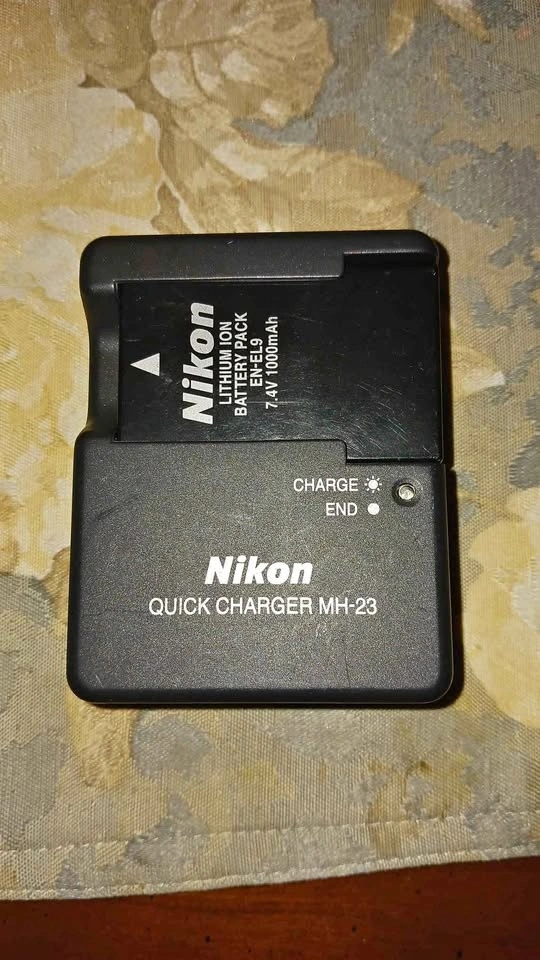 Nikon
LITHIUM ION
BATTERY PACK
EN-EL9
7.4V 1000mAh
CHARGE
END
Nikon
QUICK CHARGER MH-23